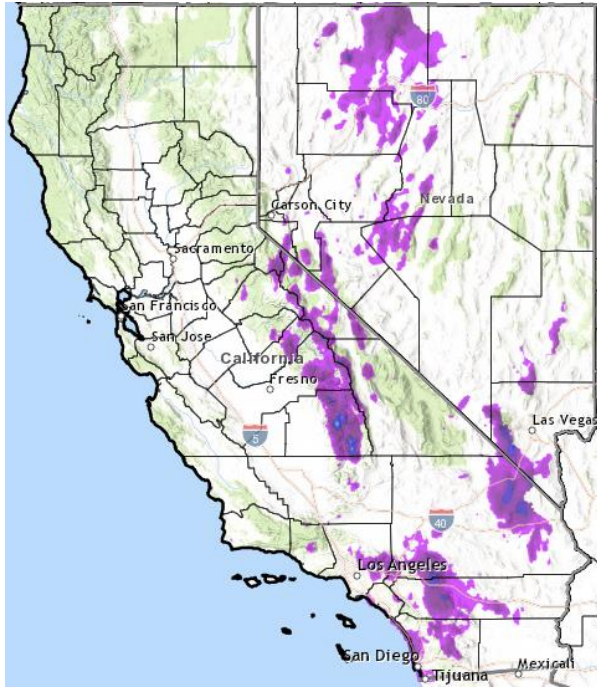 80
Nevada
Carson City
Sacramento
San Francisco
San Jose
California
Fresno
5
Las Vegas
40
Los Angeles
San Diego
Mexicali
Tijuana